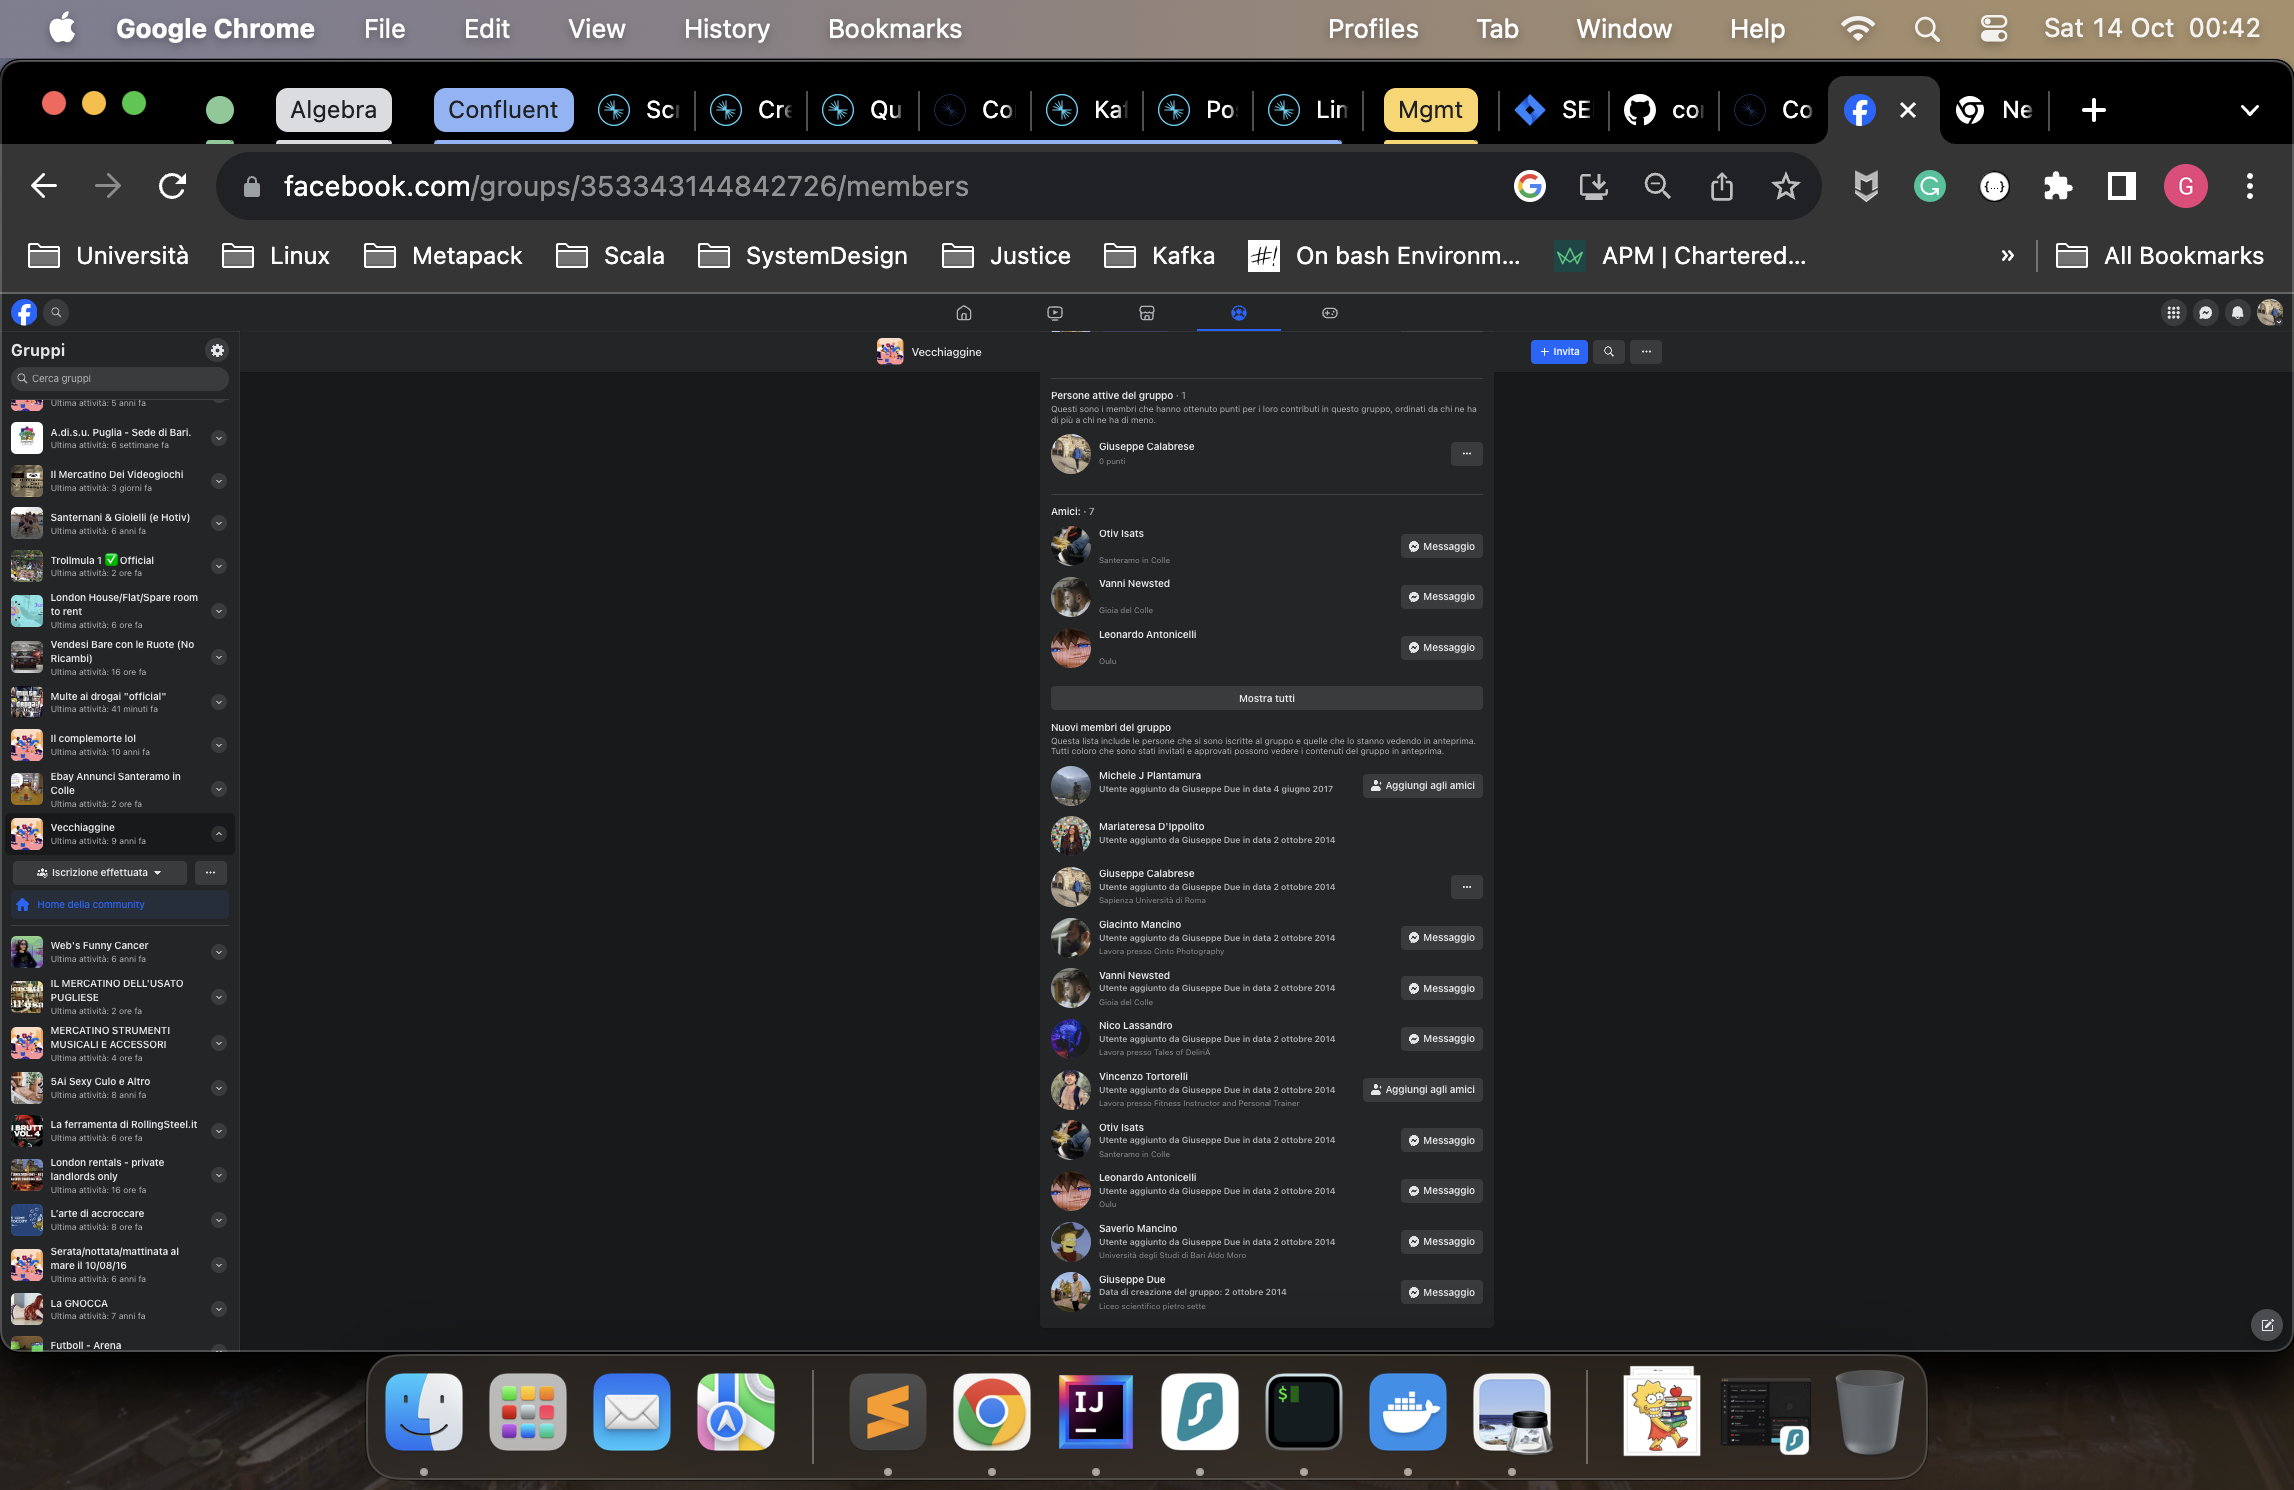 Google Chrome File Edit View History Bookmarks Profiles Tab Window Help Sat 14 Oct 00:42
Algebra Confluent Mgmt Ne
facebook.com/groups/353343144842726/members
Università Linux Metapack Scala SystemDesign Justice Kafka On bash Environm... APM | Chartered... » All Bookmarks
Gruppi
Cerca gruppi
Ultima attività: 5 anni fa
A.di.s.u. Puglia - Sede di Bari.
Ultima attività: 6 settimane fa
Il Mercatino Dei Videogiochi
Ultima attività: 3 giorni fa
Santernani & Gioielli (e Hotiv)
Ultima attività: 6 anni fa
Trollmula 1 ✅ Official
Ultima attività: 2 ore fa
London House/Flat/Spare room
to rent
Ultima attività: 6 ore fa
Vendesi Bare con le Ruote (No
Ricambi)
Ultima attività: 16 ore fa
Multe ai drogai "official"
Ultima attività: 41 minuti fa
Il complemorte lol
Ultima attività: 10 anni fa
Ebay Annunci Santeramo in
Colle
Ultima attività: 2 ore fa
Vecchiaggine
Ultima attività: 9 anni fa
Iscrizione effettuata
Home della community
Web's Funny Cancer
Ultima attività: 6 anni fa
IL MERCATINO DELL'USATO
PUGLIESE
Ultima attività: 2 ore fa
MERCATINO STRUMENTI
MUSICALI E ACCESSORI
Ultima attività: 4 ore fa
5Ai Sexy Culo e Altro
Ultima attività: 8 anni fa
La ferramenta di RollingSteel.it
Ultima attività: 6 ore fa
London rentals - private
landlords only
Ultima attività: 16 ore fa
L'arte di accroccare
Ultima attività: 8 ore fa
Serata/nottata/mattinata al
mare il 10/08/16
Ultima attività: 6 anni fa
La GNOCCA
Ultima attività: 7 anni fa
Futboll - Arena
Vecchiaggine
+ Invita
Persone attive del gruppo · 1
Questi sono i membri che hanno ottenuto punti per i loro contributi in questo gruppo, ordinati da chi ne ha
di più a chi ne ha di meno.
Giuseppe Calabrese
0 punti
Amici: · 7
Otiv Isats
Santeramo in Colle
Messaggio
Vanni Newsted
Gioia del Colle
Messaggio
Leonardo Antonicelli
Oulu
Messaggio
Mostra tutti
Nuovi membri del gruppo
Questa lista include le persone che si sono iscritte al gruppo e quelle che lo stanno vedendo in anteprima.
Tutti coloro che sono stati invitati e approvati possono vedere i contenuti del gruppo in anteprima.
Michele J Plantamura
Utente aggiunto da Giuseppe Due in data 4 giugno 2017
Aggiungi agli amici
Mariateresa D'Ippolito
Utente aggiunto da Giuseppe Due in data 2 ottobre 2014
Giuseppe Calabrese
Utente aggiunto da Giuseppe Due in data 2 ottobre 2014
Sapienza Università di Roma
Giacinto Mancino
Utente aggiunto da Giuseppe Due in data 2 ottobre 2014
Lavora presso Cinto Photography
Messaggio
Vanni Newsted
Utente aggiunto da Giuseppe Due in data 2 ottobre 2014
Gioia del Colle
Messaggio
Nico Lassandro
Utente aggiunto da Giuseppe Due in data 2 ottobre 2014
Lavora presso Tales of DeliriÁ
Messaggio
Vincenzo Tortorelli
Utente aggiunto da Giuseppe Due in data 2 ottobre 2014
Lavora presso Fitness Instructor and Personal Trainer
Aggiungi agli amici
Otiv Isats
Utente aggiunto da Giuseppe Due in data 2 ottobre 2014
Santeramo in Colle
Messaggio
Leonardo Antonicelli
Utente aggiunto da Giuseppe Due in data 2 ottobre 2014
Oulu
Messaggio
Saverio Mancino
Utente aggiunto da Giuseppe Due in data 2 ottobre 2014
Università degli Studi di Bari Aldo Moro
Messaggio
Giuseppe Due
Data di creazione del gruppo: 2 ottobre 2014
Liceo scientifico pietro sette
Messaggio
IJ